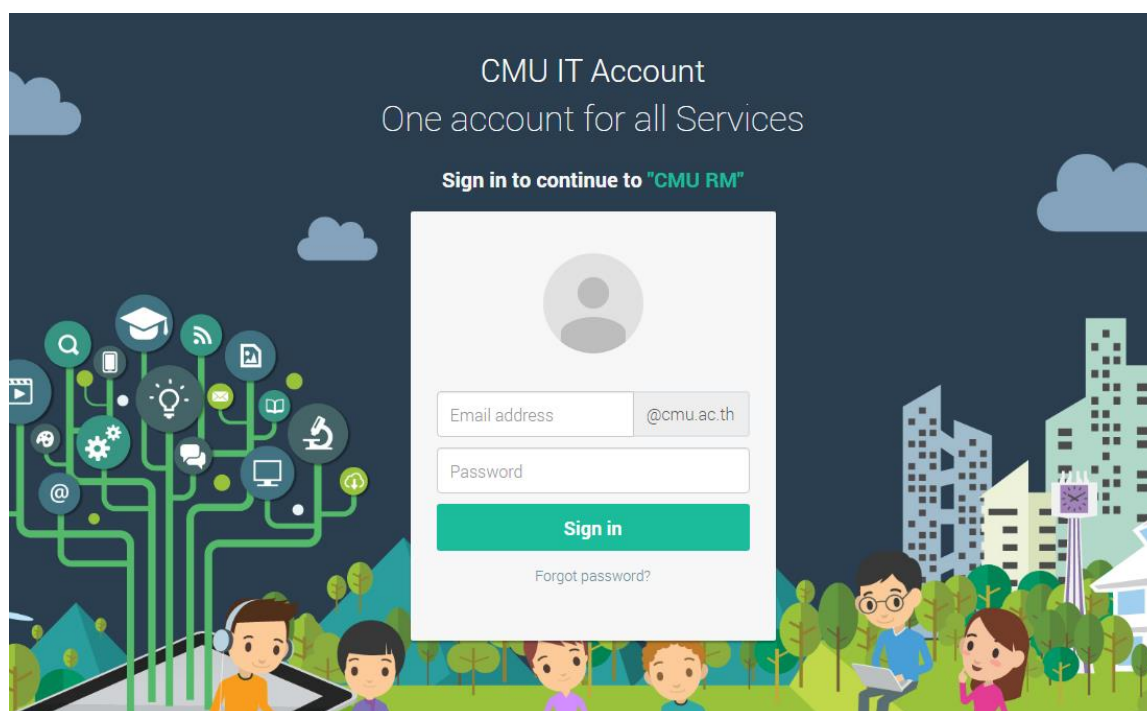 CMU IT Account
One account for all Services
Sign in to continue to "CMU RM"
Email address @cmu.ac.th
Password
Sign in
Forgot password?
@